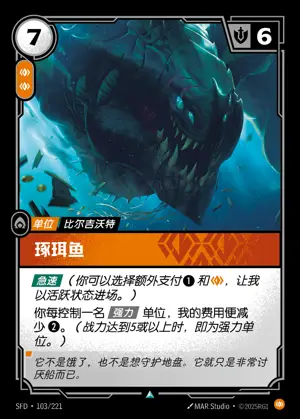 7
6
单位 比尔吉沃特
琢珥鱼
急速 (你可以选择额外支付1和 ,让我
以活跃状态进场。)
你每控制一名 强力 单位,我的费用便减
少2。(战力达到5或以上时,即为强力单
位。)
它不是饿了,也不是想守护地盘。它就只是非常讨
厌船而已。
SFD • 103/221
MAR Studio ©2025RGI